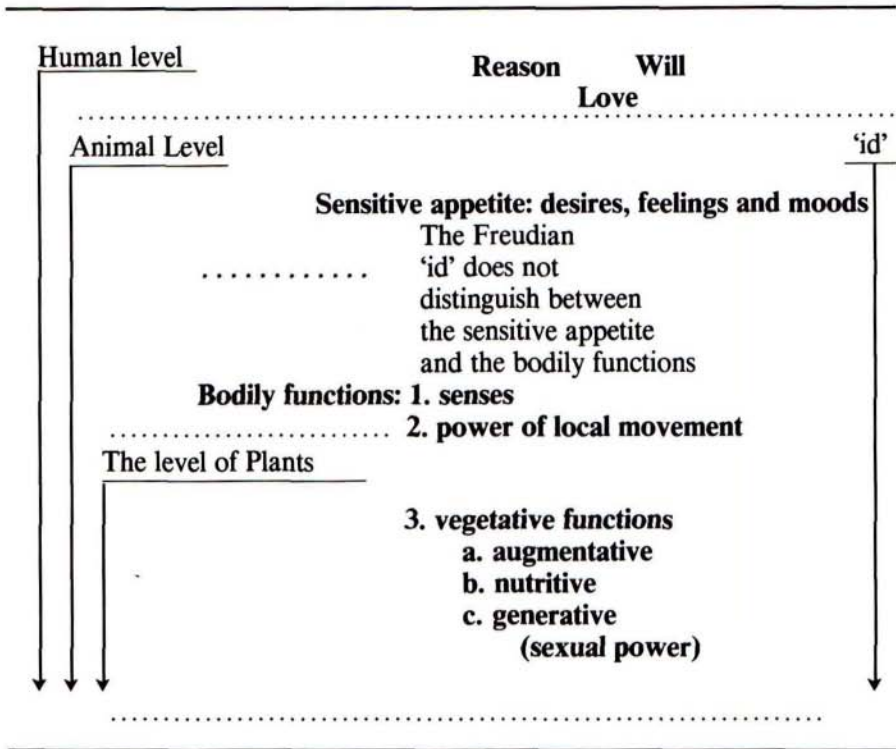 Human level
Reason Will
Love
Animal Level 'id'
Sensitive appetite: desires, feelings and moods
The Freudian
'id' does not
distinguish between
the sensitive appetite
and the bodily functions
Bodily functions: 1. senses
2. power of local movement
The level of Plants
3. vegetative functions
a. augmentative
b. nutritive
c. generative
(sexual power)